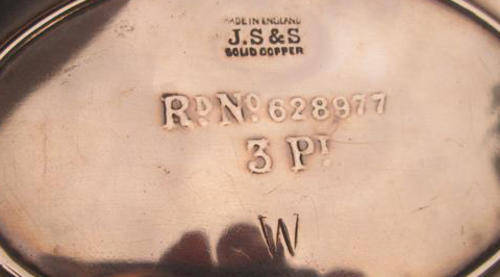 MADE IN ENGLAND
J.S&S
SOLID COPPER
RD NO. 628977
3 PT
W